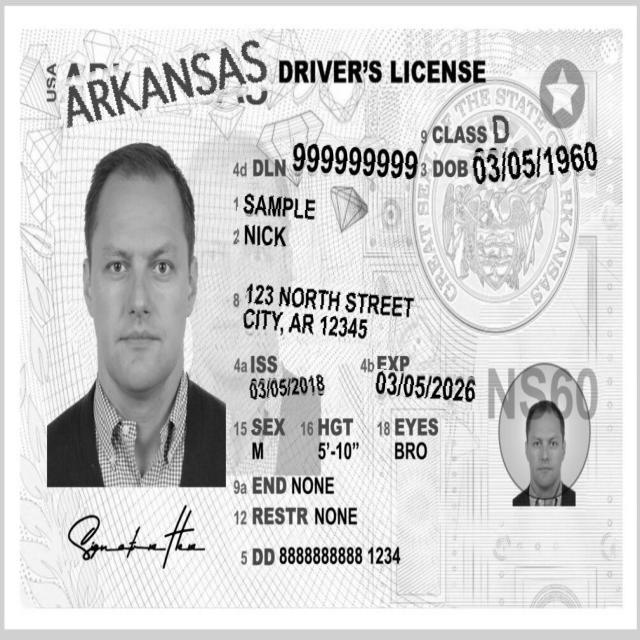 USA
ARKANSAS DRIVER'S LICENSE
9 CLASS D
4d DLN 999999999 3 DOB 03/05/1960
1 SAMPLE
2 NICK
8 123 NORTH STREET
CITY, AR 12345
4a ISS 4b EXP
03/05/2018 03/05/2026
NS60
15 SEX 16 HGT 18 EYES
M 5'-10" BRO
9a END NONE
12 RESTR NONE
5 DD 8888888888 1234
GREAT SEAL OF THE STATE OF ARKANSAS